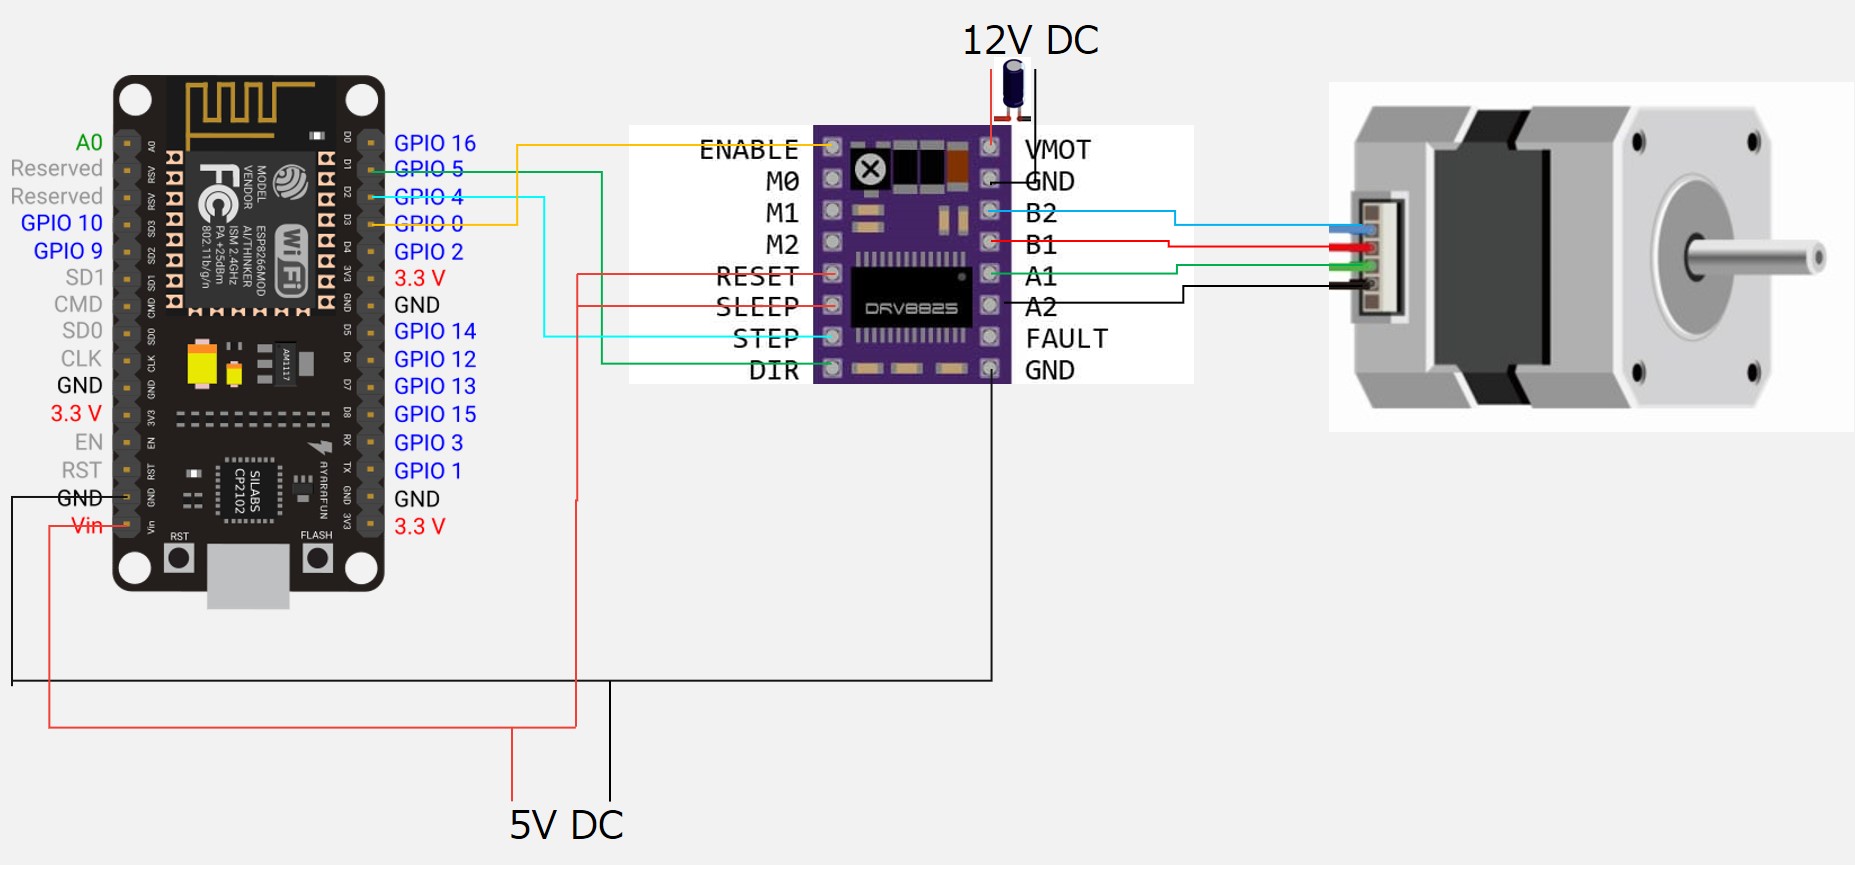 12V DC
A0
Reserved
Reserved
GPIO 10
GPIO 9
SD1
CMD
SD0
CLK
GND
3.3 V
EN
RST
GND
Vin
A0
RSV
RSV
SD3
SD2
SD1
CMD
SD0
CLK
GND
3V3
EN
RST
GND
Vin
MODEL
VENDOR
ESP8266MOD
AI/THINKER
ISM 2.4GHz
PA +25dBm
802.11b/g/n
FC
WiFi
AM1117
SILABS
CP2102
AYARAFUN
RST
FLASH
D0
D1
D2
D3
D4
3V3
GND
D5
D6
D7
D8
RX
TX
GND
3V3
GPIO 16
GPIO 5
GPIO 4
GPIO 0
GPIO 2
3.3 V
GND
GPIO 14
GPIO 12
GPIO 13
GPIO 15
GPIO 3
GPIO 1
GND
3.3 V
ENABLE
M0
M1
M2
RESET
SLEEP
STEP
DIR
DRV8825
VMOT
GND
B2
B1
A1
A2
FAULT
GND
5V DC